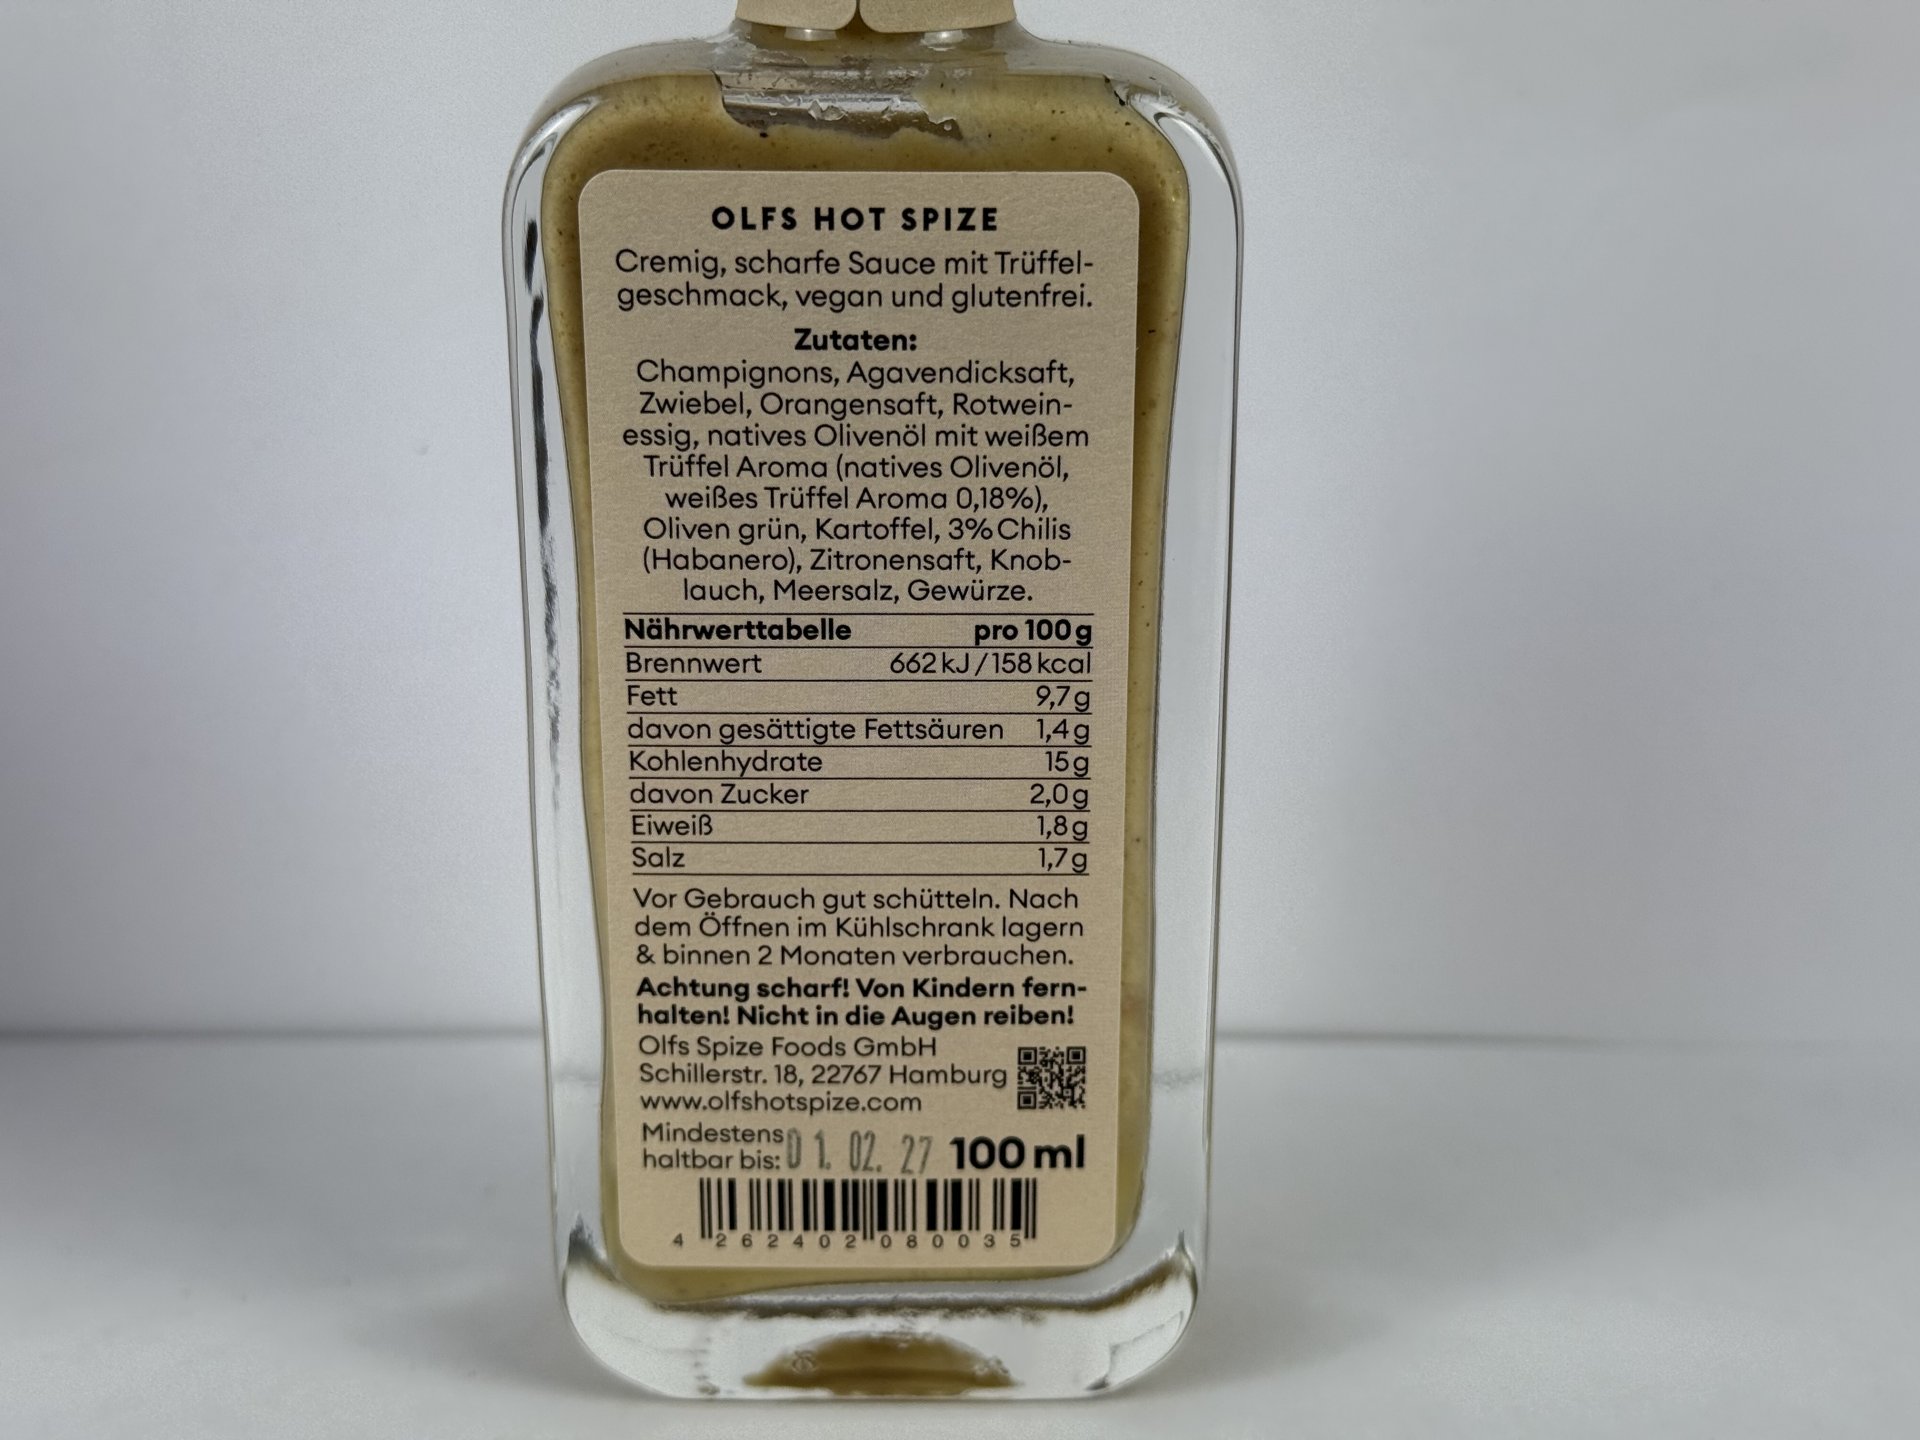 OLFS HOT SPIZE
Cremig, scharfe Sauce mit Trüffel-
geschmack, vegan und glutenfrei.
Zutaten:
Champignons, Agavendicksaft,
Zwiebel, Orangensaft, Rotwein-
essig, natives Olivenöl mit weißem
Trüffel Aroma (natives Olivenöl,
weißes Trüffel Aroma 0,18%),
Oliven grün, Kartoffel, 3% Chilis
(Habanero), Zitronensaft, Knob-
lauch, Meersalz, Gewürze.
Nährwerttabelle pro 100 g
Brennwert 662 kJ / 158 kcal
Fett 9,7 g
davon gesättigte Fettsäuren 1,4 g
Kohlenhydrate 15 g
davon Zucker 2,0 g
Eiweiß 1,8 g
Salz 1,7 g
Vor Gebrauch gut schütteln. Nach
dem Öffnen im Kühlschrank lagern
& binnen 2 Monaten verbrauchen.
Achtung scharf! Von Kindern fern-
halten! Nicht in die Augen reiben!
Olfs Spize Foods GmbH
Schillerstr. 18, 22767 Hamburg
www.olfshotspize.com
Mindestens
haltbar bis: 01. 02. 27 100 ml
4 262402 080035